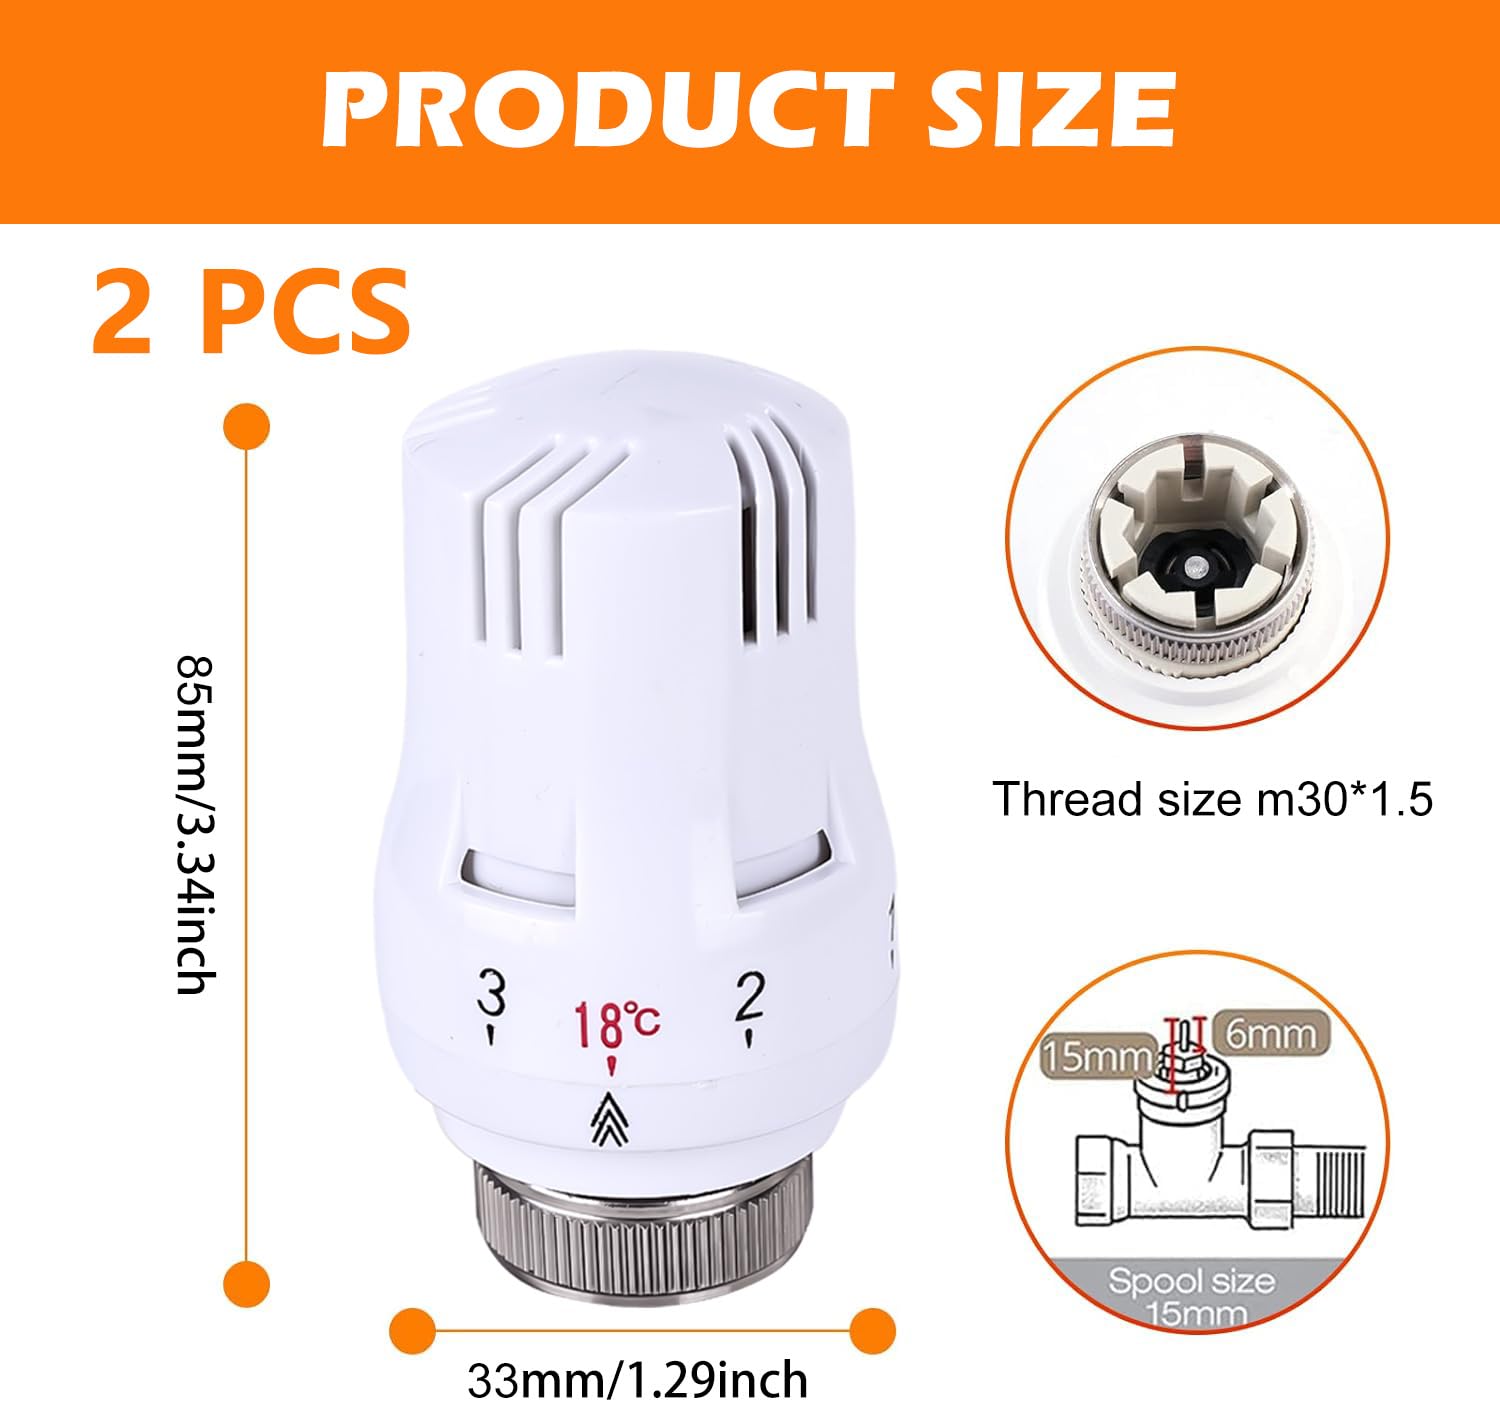 PRODUCT SIZE
2 PCS
85mm/3.34inch
3
18°C
2
1
33mm/1.29inch
Thread size m30*1.5
15mm
6mm
Spool size
15mm